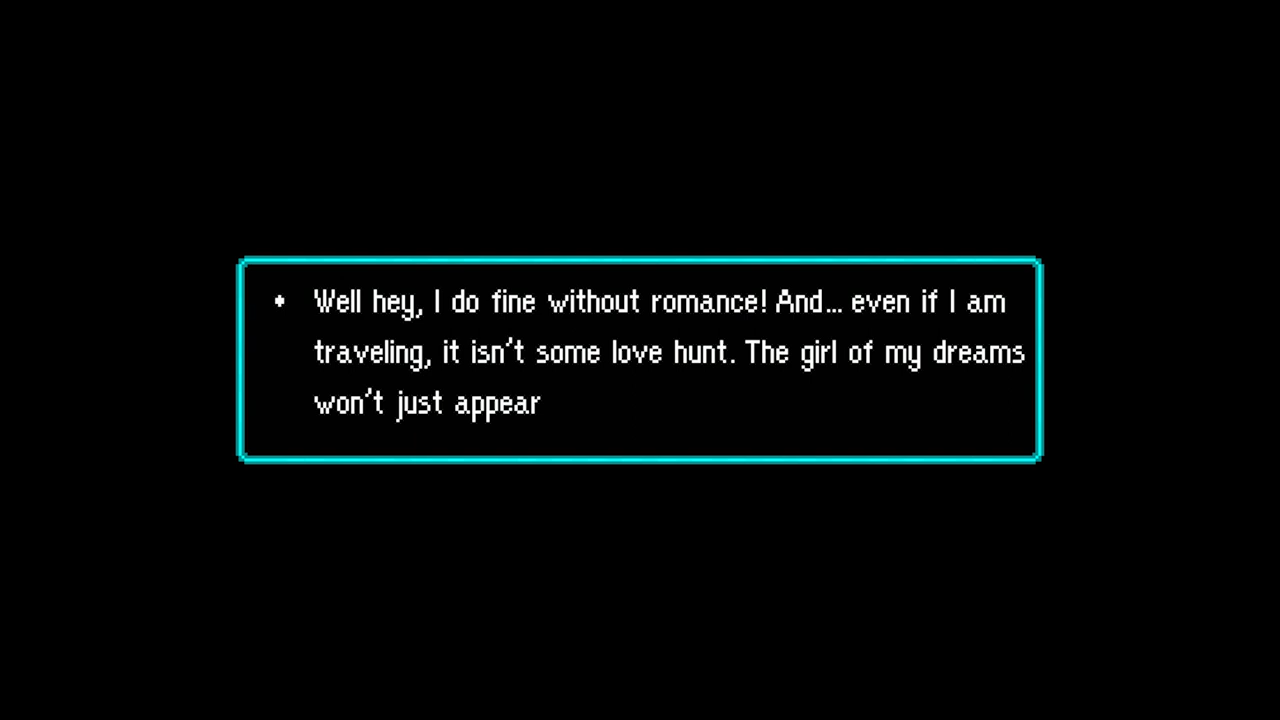 • Well hey, I do fine without romance! And... even if I am
traveling, it isn't some love hunt. The girl of my dreams
won't just appear